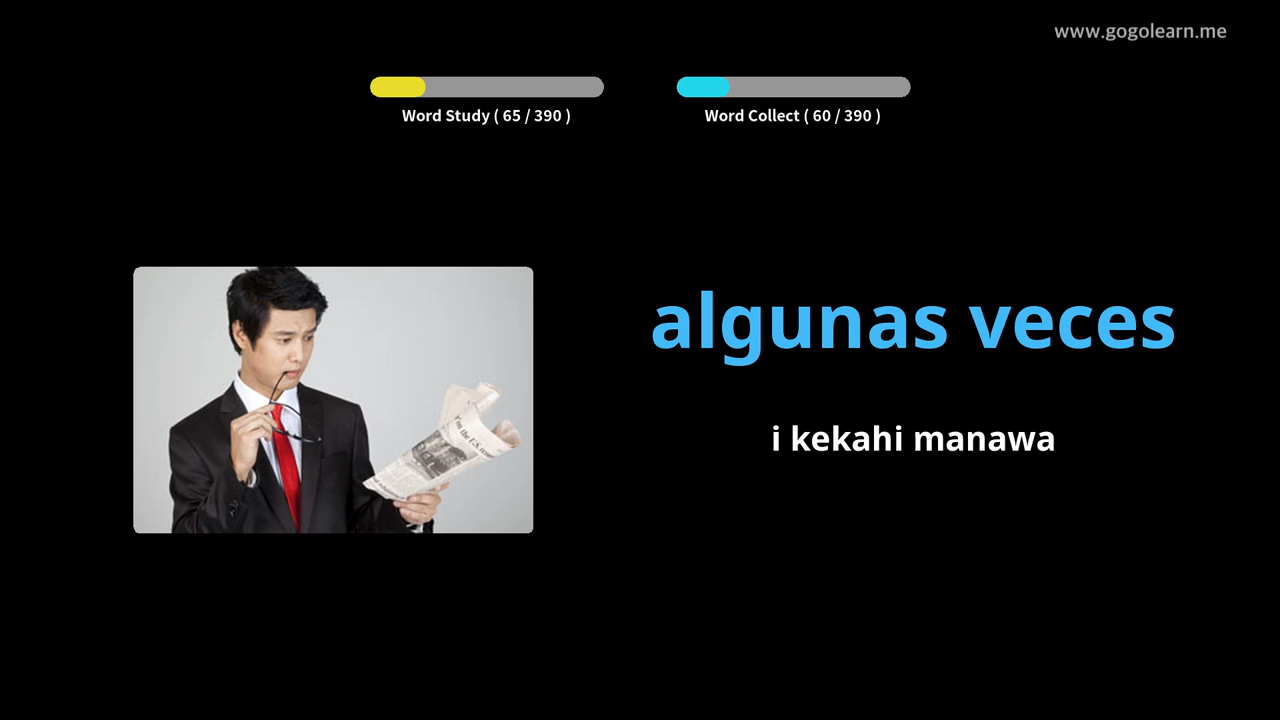 www.gogolearn.me
Word Study ( 65 / 390 )
Word Collect ( 60 / 390 )
algunas veces
i kekahi manawa